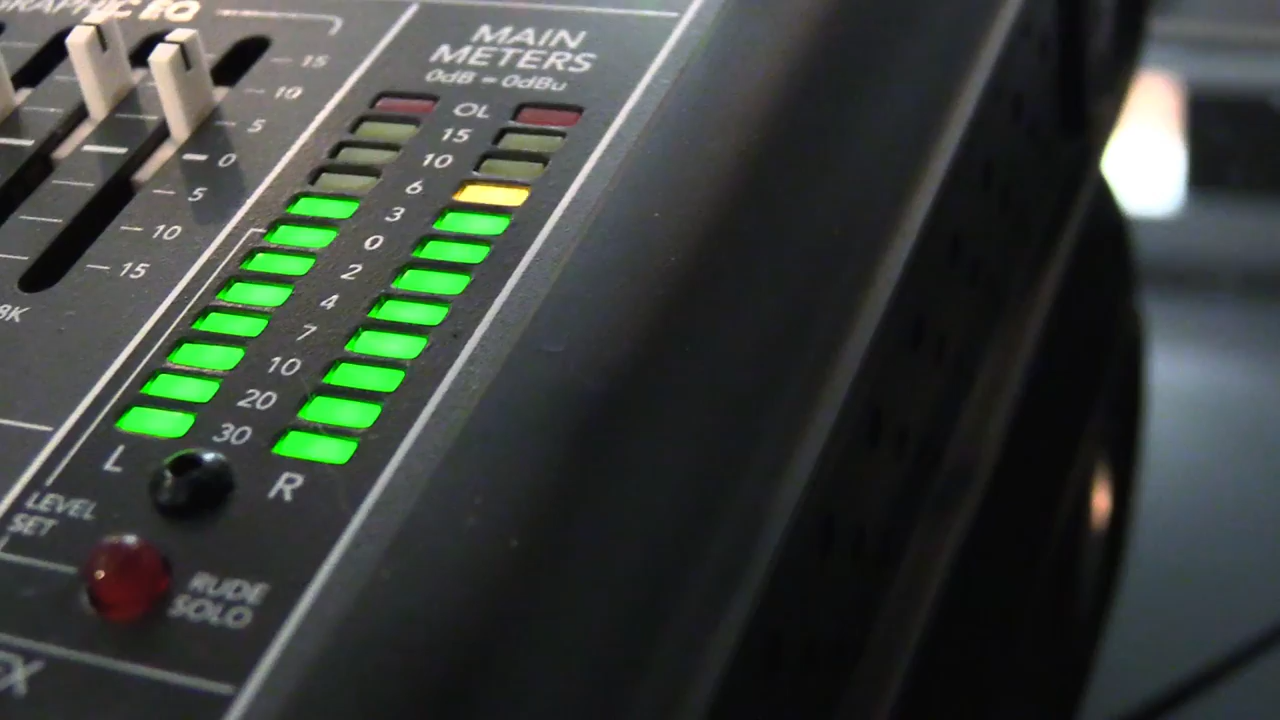 GRAPHIC EQ
15
10
5
0
5
10
15
8K
MAIN
METERS
0dB = 0dBu
OL
15
10
6
3
0
2
4
7
10
20
30
L
R
LEVEL
SET
RUDE
SOLO